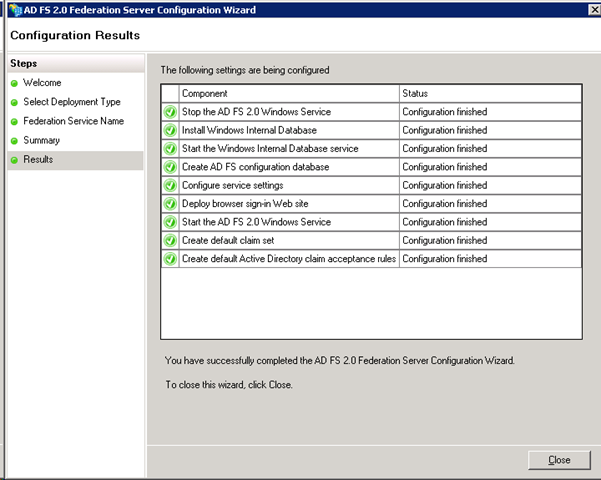 AD FS 2.0 Federation Server Configuration Wizard
Configuration Results
Steps
Welcome
Select Deployment Type
Federation Service Name
Summary
Results
The following settings are being configured
Component Status
Stop the AD FS 2.0 Windows Service Configuration finished
Install Windows Internal Database Configuration finished
Start the Windows Internal Database service Configuration finished
Create AD FS configuration database Configuration finished
Configure service settings Configuration finished
Deploy browser sign-in Web site Configuration finished
Start the AD FS 2.0 Windows Service Configuration finished
Create default claim set Configuration finished
Create default Active Directory claim acceptance rules Configuration finished
You have successfully completed the AD FS 2.0 Federation Server Configuration Wizard.
To close this wizard, click Close.
Close